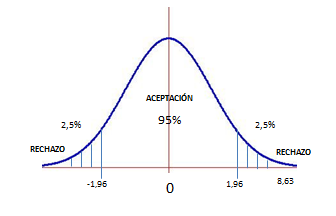 ACEPTACIÓN
95%
2,5%
2,5%
RECHAZO
RECHAZO
-1,96
0
1,96
8,63